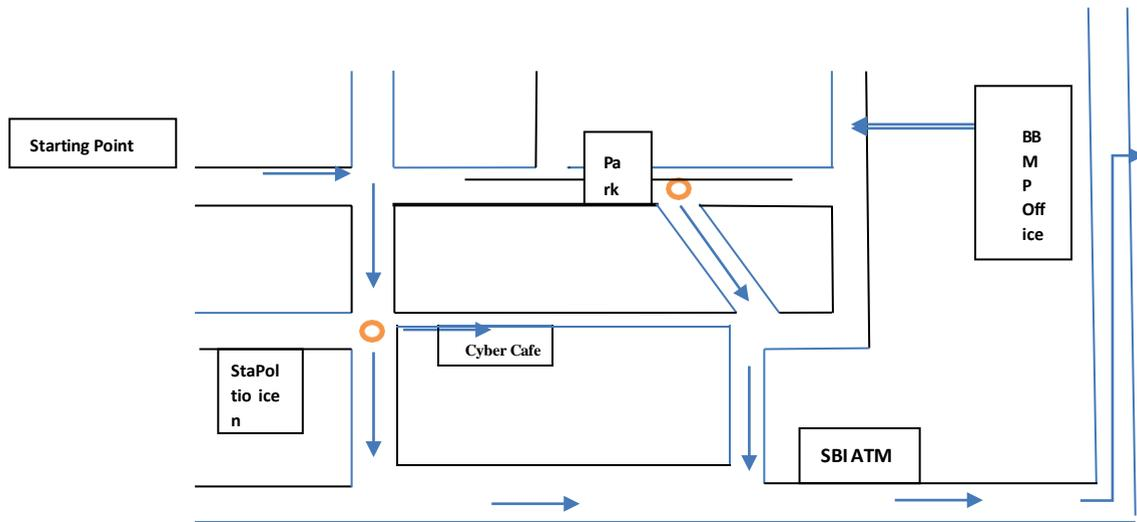 Starting Point
Pa
rk
BB
M
P
Off
ice
Cyber Cafe
StaPol
tio ice
n
SBI ATM